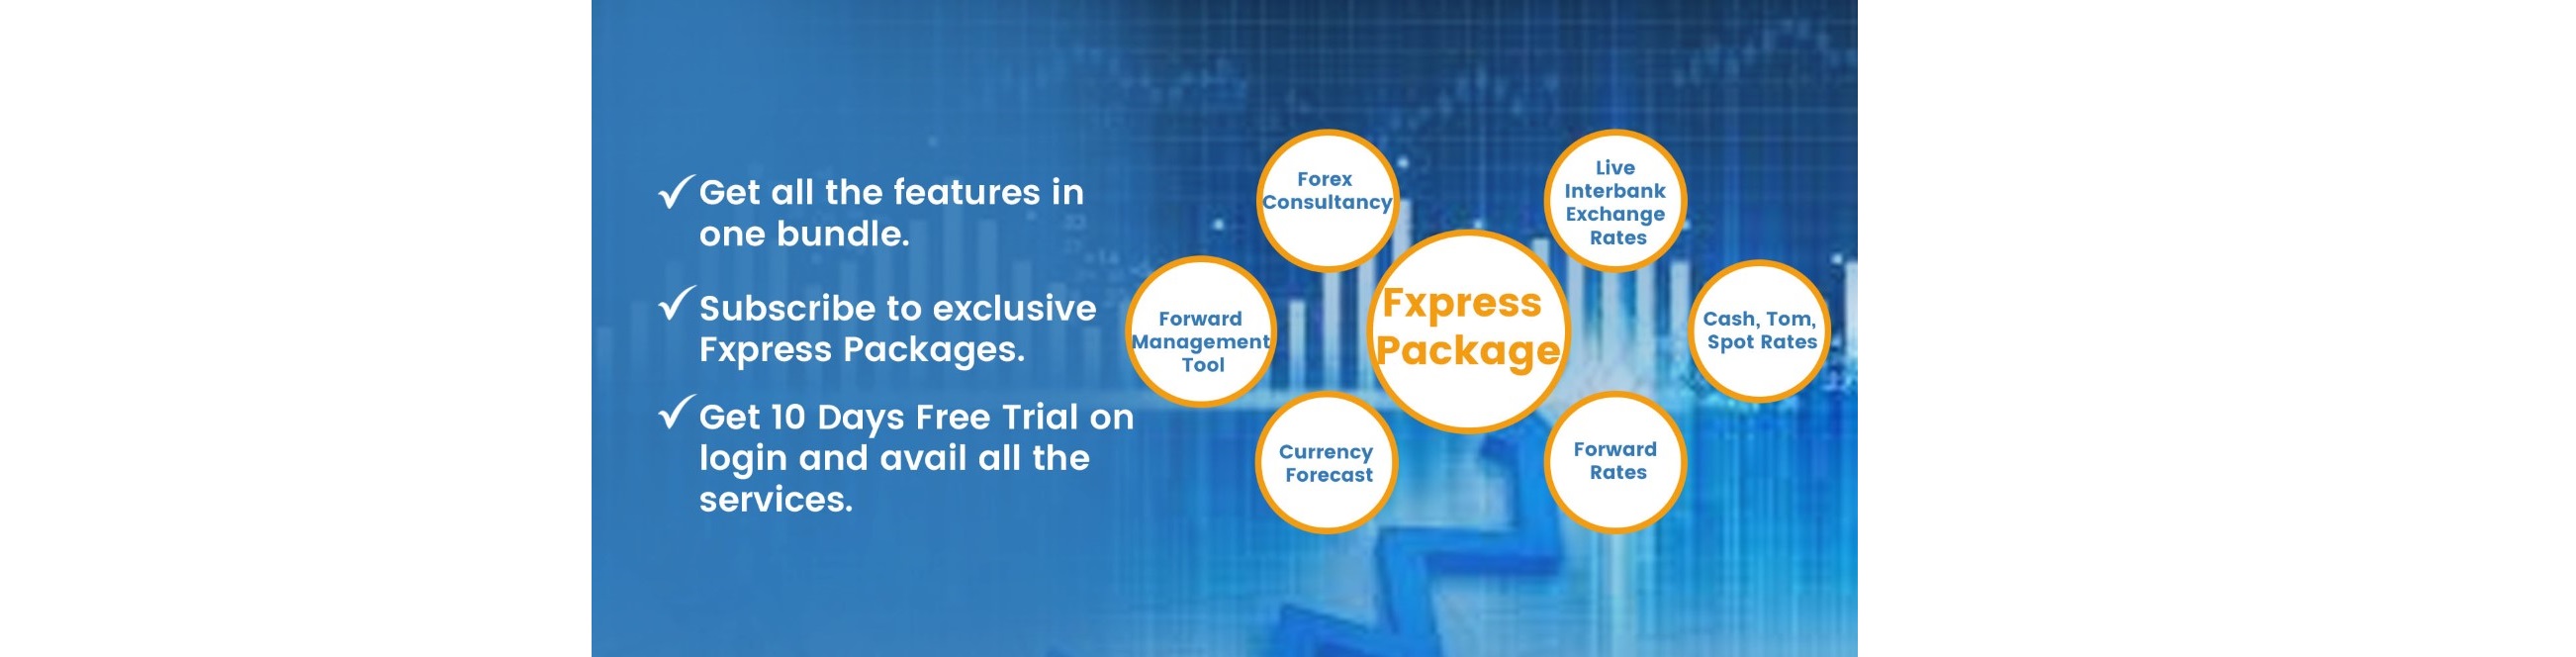 Get all the features in
one bundle.
Subscribe to exclusive
Fxpress Packages.
Get 10 Days Free Trial on
login and avail all the
services.
Forex
Consultancy
Live
Interbank
Exchange
Rates
Forward
Management
Tool
Fxpress
Package
Cash, Tom,
Spot Rates
Currency
Forecast
Forward
Rates